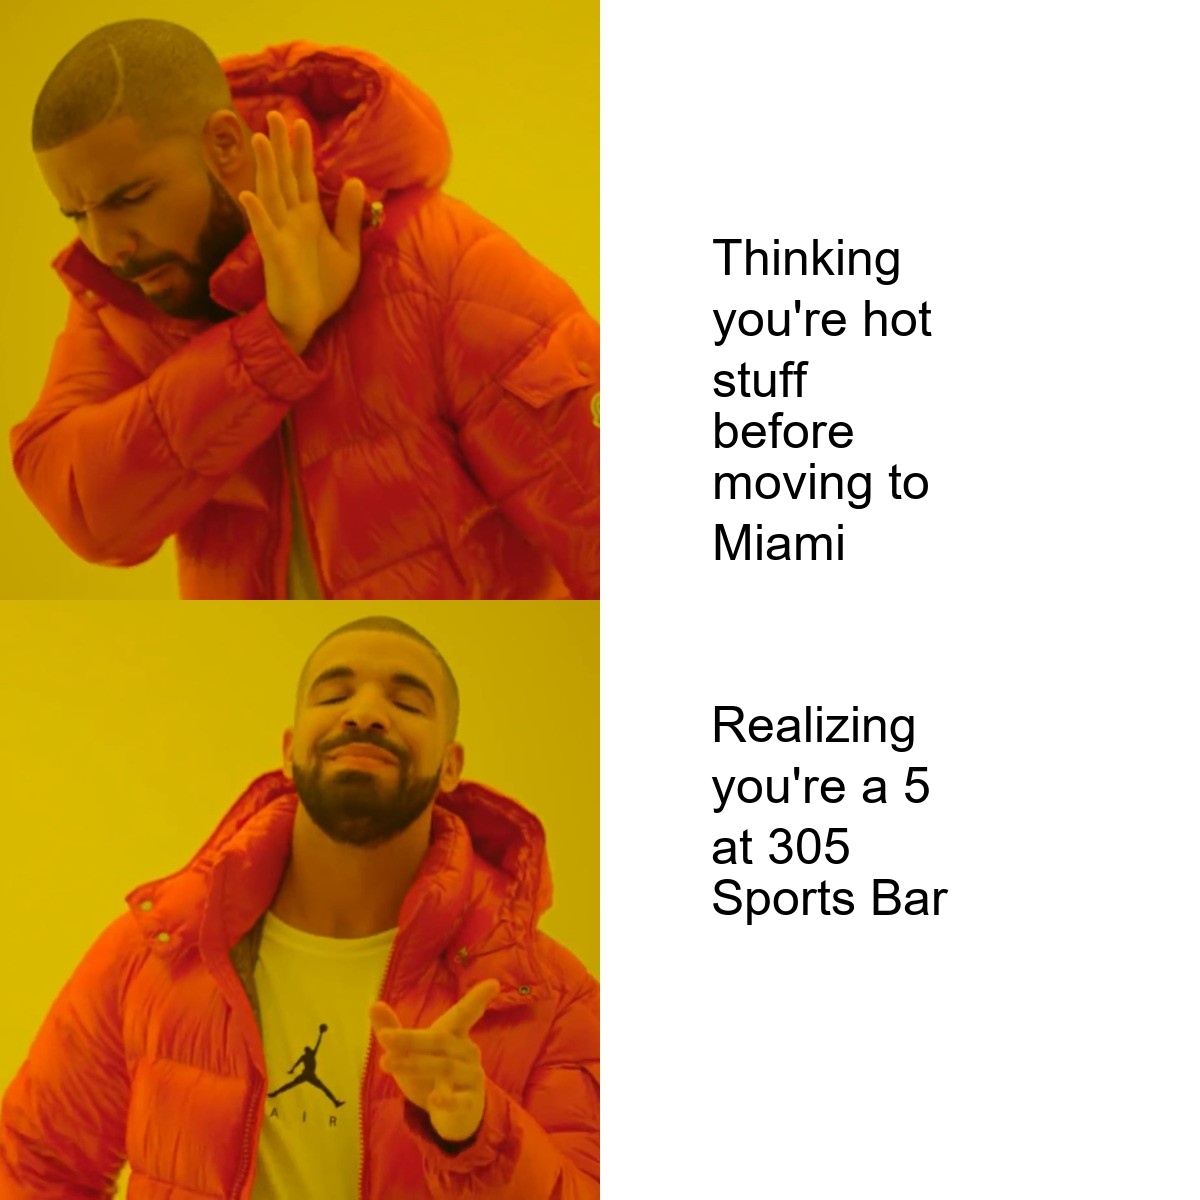 Thinking
you're hot
stuff
before
moving to
Miami
Realizing
you're a 5
at 305
Sports Bar
AIR